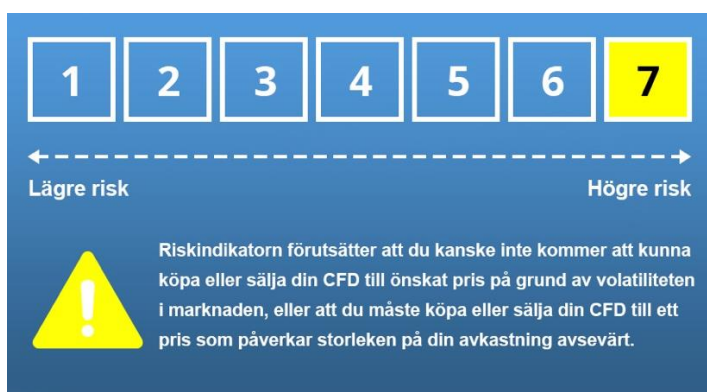 1 2 3 4 5 6 7
Lägre risk Högre risk
Riskindikatorn förutsätter att du kanske inte kommer att kunna
köpa eller sälja din CFD till önskat pris på grund av volatiliteten
i marknaden, eller att du måste köpa eller sälja din CFD till ett
pris som påverkar storleken på din avkastning avsevärt.